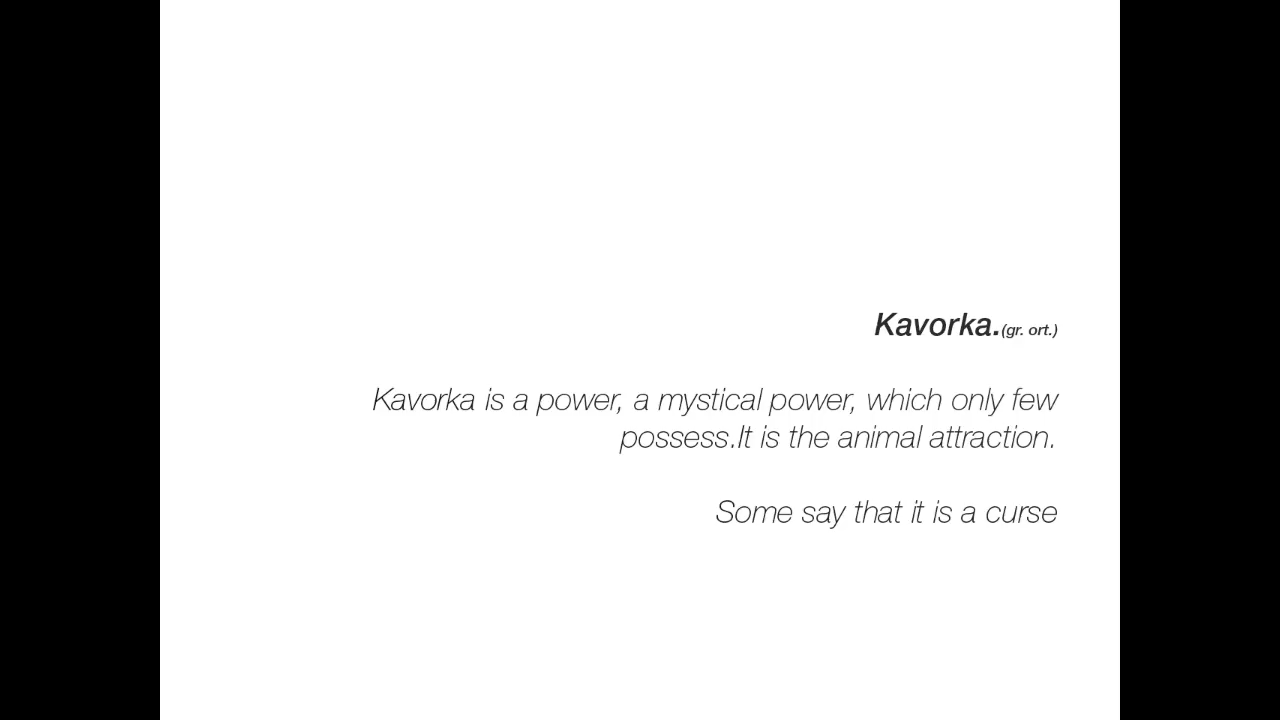 Kavorka.(gr. ort.)
Kavorka is a power, a mystical power, which only few
possess.It is the animal attraction.
Some say that it is a curse